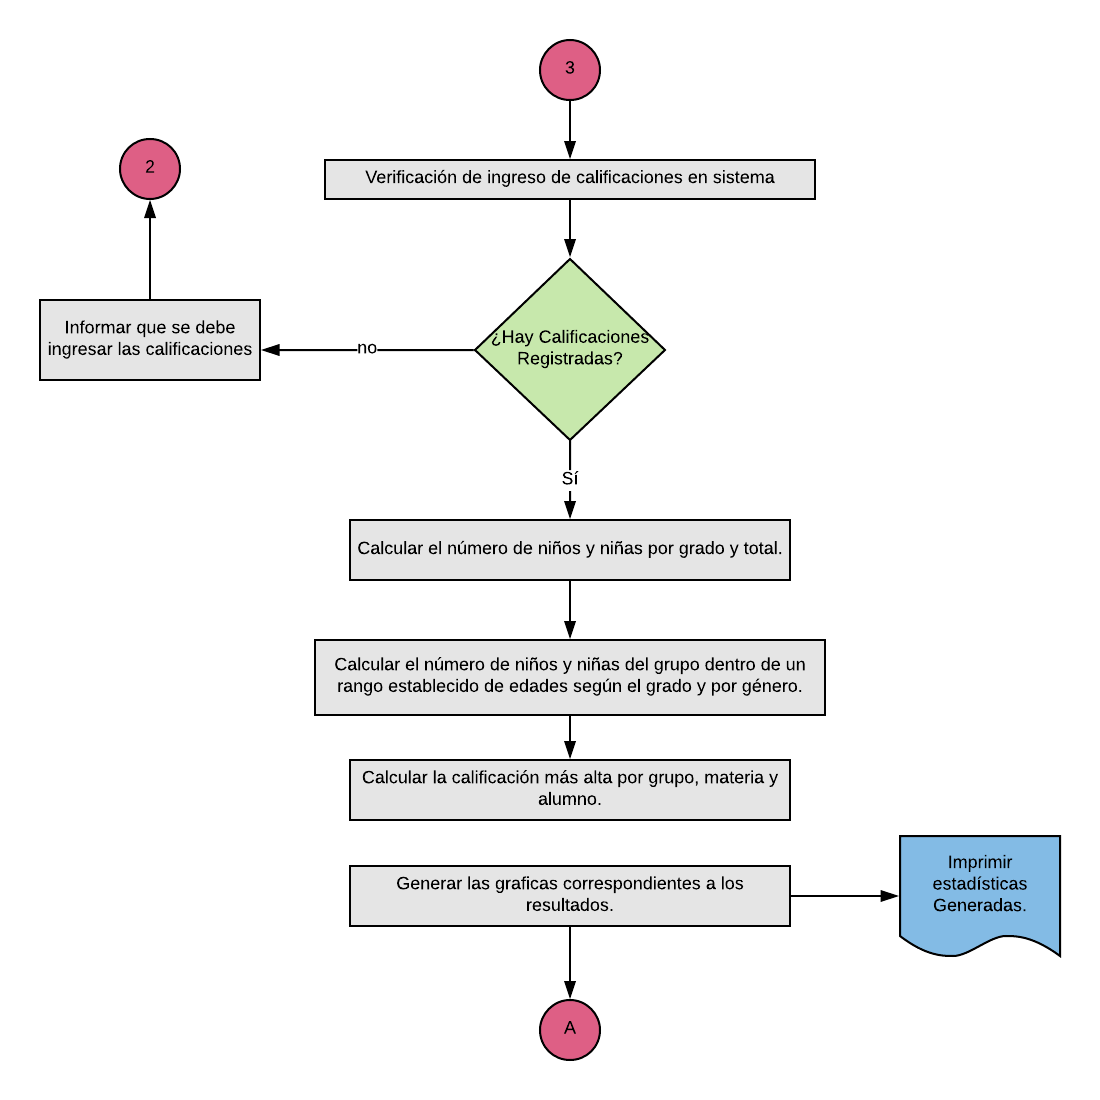 3
Verificación de ingreso de calificaciones en sistema
2
¿Hay Calificaciones
Registradas?
no
Informar que se debe
ingresar las calificaciones
Sí
Calcular el número de niños y niñas por grado y total.
Calcular el número de niños y niñas del grupo dentro de un
rango establecido de edades según el grado y por género.
Calcular la calificación más alta por grupo, materia y
alumno.
Generar las graficas correspondientes a los
resultados.
Imprimir
estadísticas
Generadas.
A